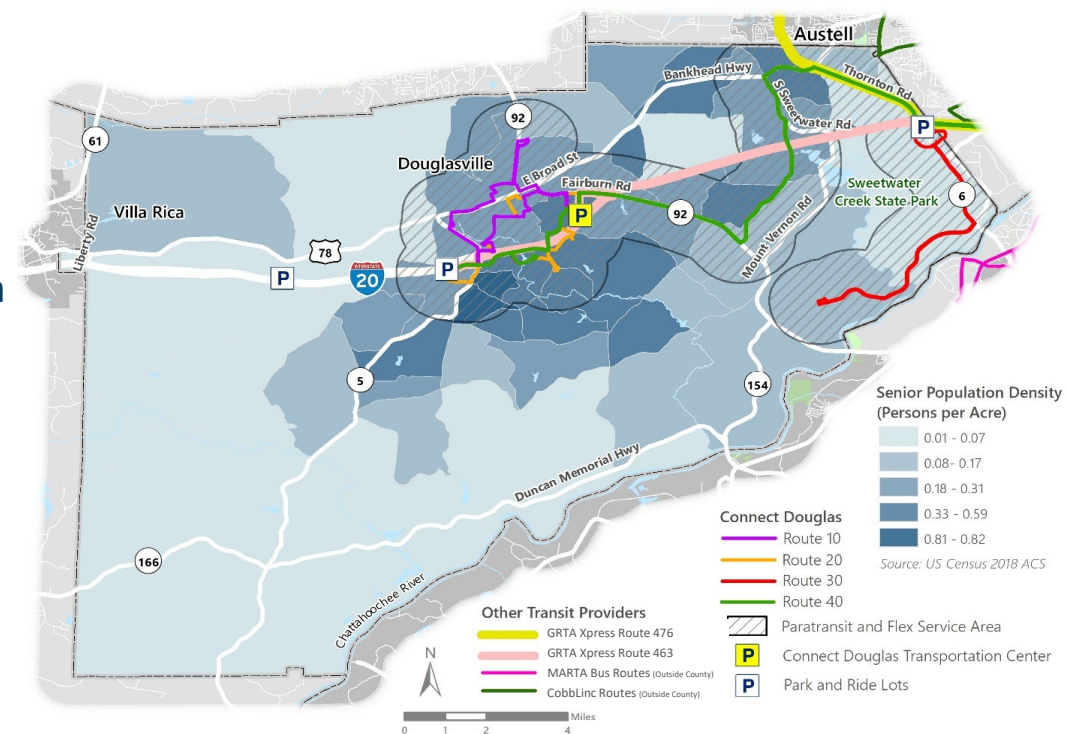 Austell
Bankhead Hwy
Thornton Rd
S Sweetwater Rd
92
61
P
Douglasville
E Broad St
Fairburn Rd
Sweetwater
Creek State Park
6
Villa Rica
P
92
Liberty Rd
78
Mount Vernon Rd
P
P
INTERSTATE
20
n
5
154
Senior Population Density
(Persons per Acre)
0.01 - 0.07
0.08- 0.17
0.18 - 0.31
0.33 - 0.59
0.81 - 0.82
Source: US Census 2018 ACS
Duncan Memorial Hwy
166
Chattahoochee River
Connect Douglas
Route 10
Route 20
Route 30
Route 40
Paratransit and Flex Service Area
P Connect Douglas Transportation Center
P Park and Ride Lots
Other Transit Providers
GRTA Xpress Route 476
GRTA Xpress Route 463
MARTA Bus Routes (Outside County)
CobbLinc Routes (Outside County)
N
Miles
0 1 2 4